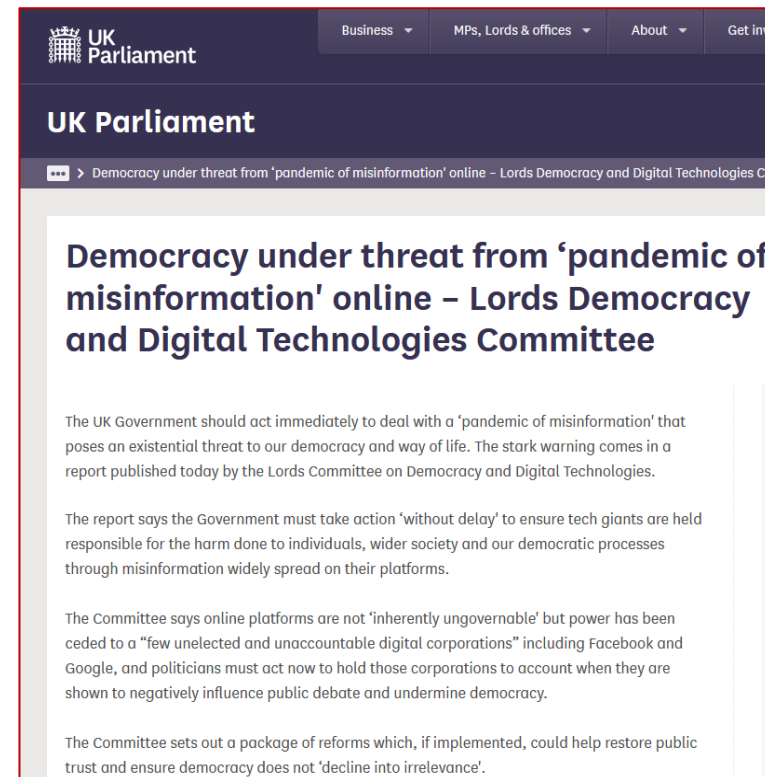 UK
Parliament
Business
MPs, Lords & offices
About
Get
UK Parliament
Democracy under threat from ‘pandemic of misinformation' online – Lords Democracy and Digital Technologies C
Democracy under threat from ‘pandemic of
misinformation' online – Lords Democracy
and Digital Technologies Committee
The UK Government should act immediately to deal with a ‘pandemic of misinformation' that
poses an existential threat to our democracy and way of life. The stark warning comes in a
report published today by the Lords Committee on Democracy and Digital Technologies.
The report says the Government must take action ‘without delay' to ensure tech giants are held
responsible for the harm done to individuals, wider society and our democratic processes
through misinformation widely spread on their platforms.
The Committee says online platforms are not ‘inherently ungovernable' but power has been
ceded to a “few unelected and unaccountable digital corporations” including Facebook and
Google, and politicians must act now to hold those corporations to account when they are
shown to negatively influence public debate and undermine democracy.
The Committee sets out a package of reforms which, if implemented, could help restore public
trust and ensure democracy does not ‘decline into irrelevance'.